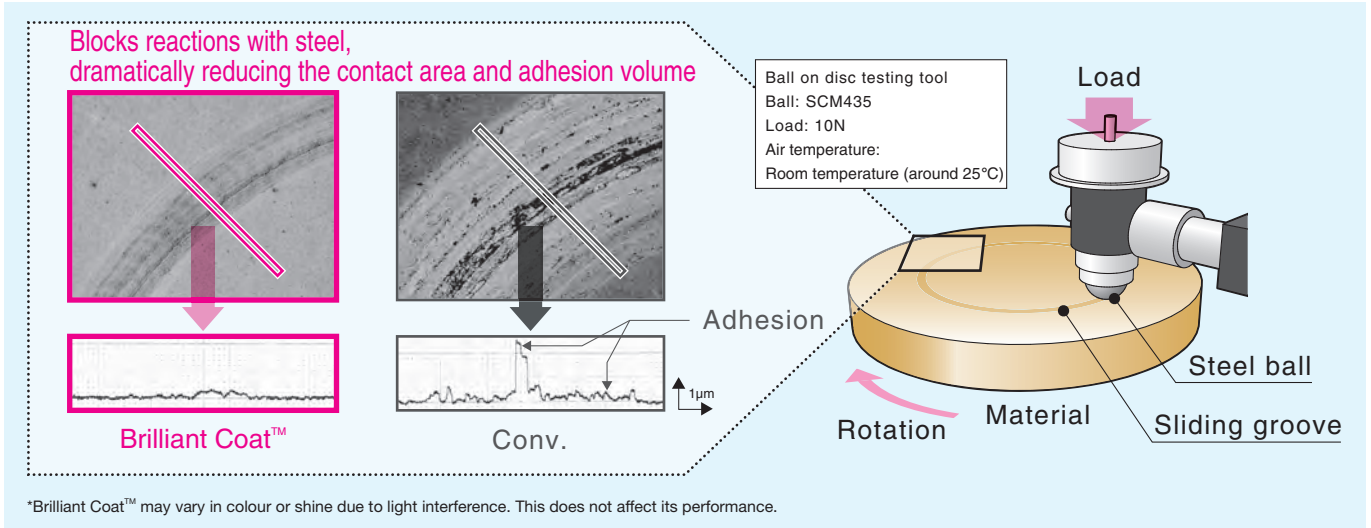 Blocks reactions with steel,
dramatically reducing the contact area and adhesion volume
Ball on disc testing tool
Ball: SCM435
Load: 10N
Air temperature:
Room temperature (around 25°C)
Load
Adhesion
1μm
Brilliant Coat™
Conv.
Steel ball
Sliding groove
Material
Rotation
*Brilliant Coat™ may vary in colour or shine due to light interference. This does not affect its performance.